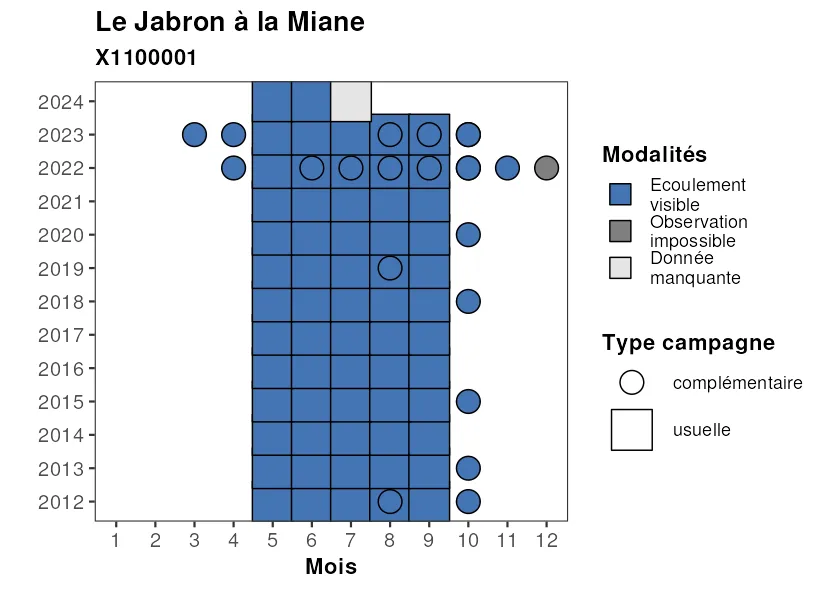 Le Jabron à la Miane
X1100001
2024
2023
2022
2021
2020
2019
2018
2017
2016
2015
2014
2013
2012
1 2 3 4 5 6 7 8 9 10 11 12
Mois
Modalités
Ecoulement
visible
Observation
impossible
Donnée
manquante
Type campagne
complémentaire
usuelle